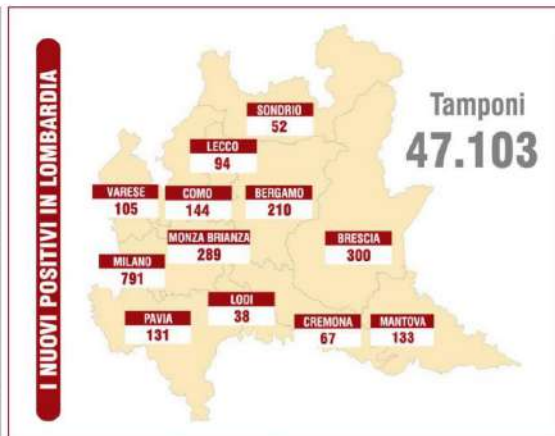 I NUOVI POSITIVI IN LOMBARDIA
Tamponi
47.103
SONDRIO
52
LECCO
94
VARESE
105
COMO
144
BERGAMO
210
MONZA BRIANZA
289
BRESCIA
300
MILANO
791
LODI
38
PAVIA
131
CREMONA
67
MANTOVA
133